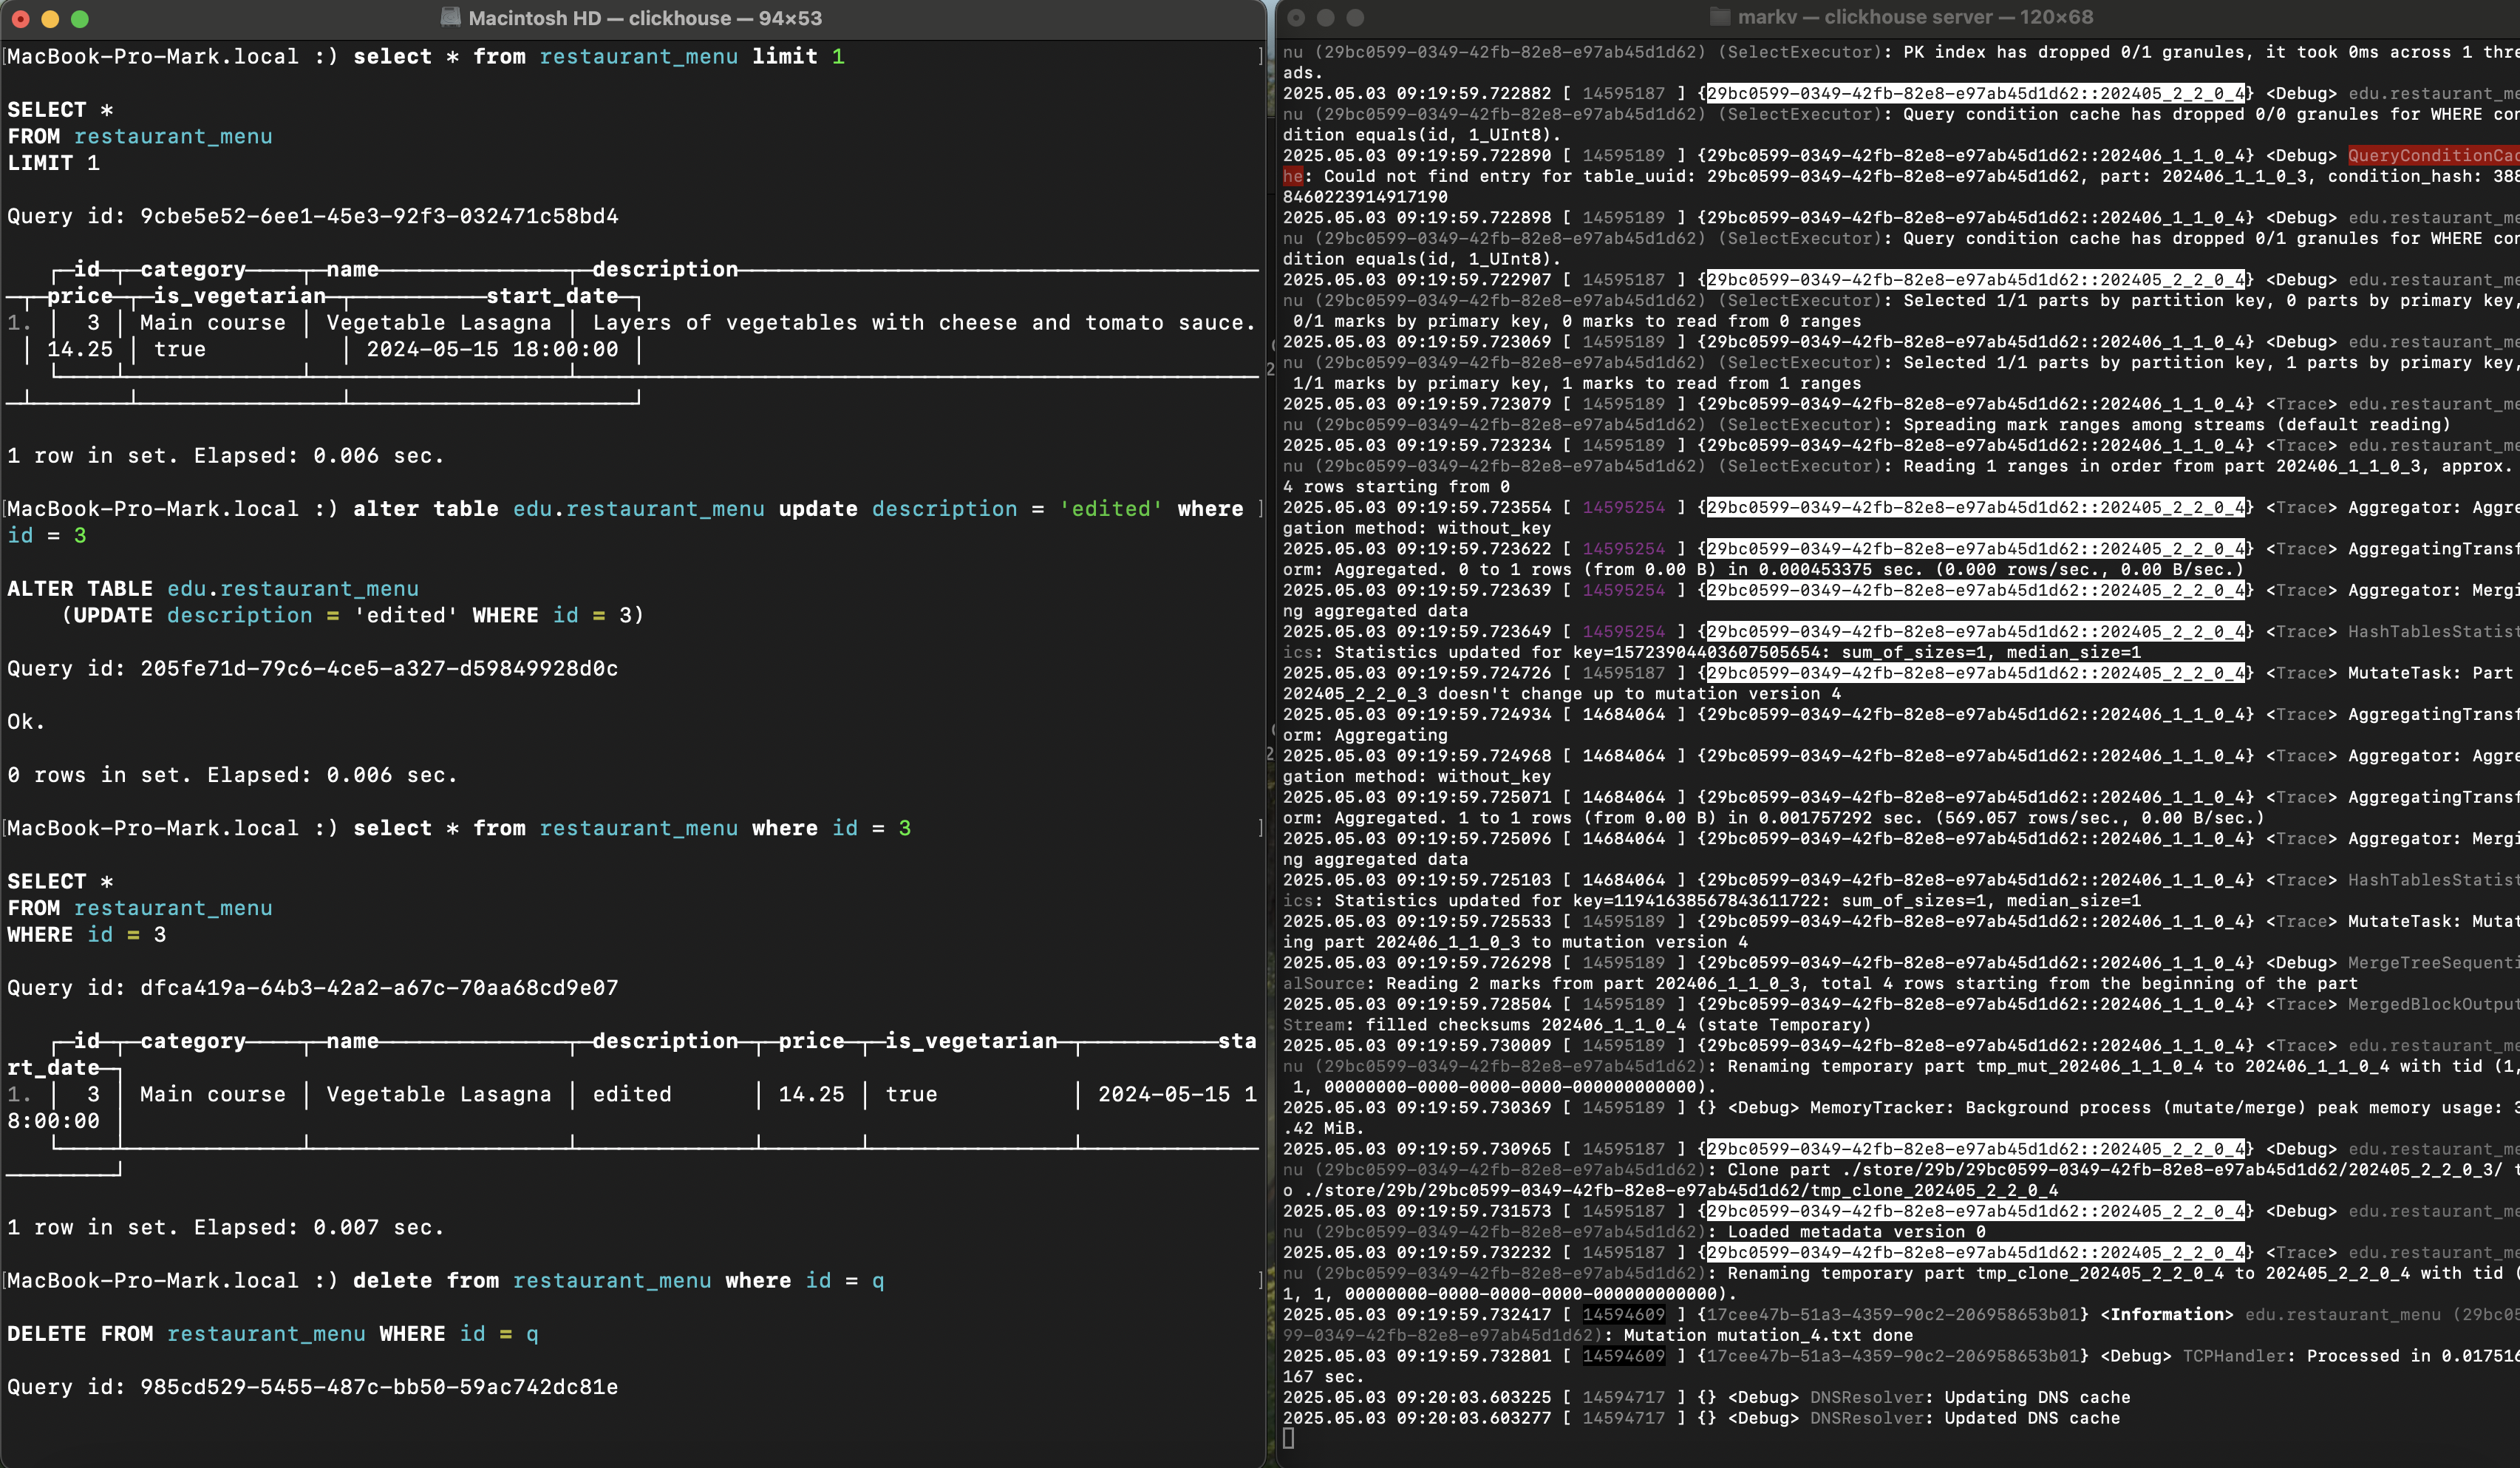 Macintosh HD — clickhouse — 94×53
[MacBook-Pro-Mark.local :) select * from restaurant_menu limit 1 ]
SELECT *
FROM restaurant_menu
LIMIT 1
Query id: 9cbe5e52-6ee1-45e3-92f3-032471c58bd4
┌─id─┬─category────┬─name──────────────┬─description──────────────────────────────────────
─┬─price─┬─is_vegetarian─┬──────────start_date─┐
1. │  3 │ Main course │ Vegetable Lasagna │ Layers of vegetables with cheese and tomato sauce.
│ 14.25 │ true          │ 2024-05-15 18:00:00 │
1 row in set. Elapsed: 0.006 sec.
[MacBook-Pro-Mark.local :) alter table edu.restaurant_menu update description = 'edited' where ]
id = 3
ALTER TABLE edu.restaurant_menu
(UPDATE description = 'edited' WHERE id = 3)
Query id: 205fe71d-79c6-4ce5-a327-d59849928d0c
Ok.
0 rows in set. Elapsed: 0.006 sec.
[MacBook-Pro-Mark.local :) select * from restaurant_menu where id = 3 ]
SELECT *
FROM restaurant_menu
WHERE id = 3
Query id: dfca419a-64b3-42a2-a67c-70aa68cd9e07
┌─id─┬─category────┬─name──────────────┬─description─┬─price─┬─is_vegetarian─┬──────────sta
rt_date─┐
1. │  3 │ Main course │ Vegetable Lasagna │ edited      │ 14.25 │ true          │ 2024-05-15 1
8:00:00 │
1 row in set. Elapsed: 0.007 sec.
[MacBook-Pro-Mark.local :) delete from restaurant_menu where id = q ]
DELETE FROM restaurant_menu WHERE id = q
Query id: 985cd529-5455-487c-bb50-59ac742dc81e
markv — clickhouse server — 120×68
nu (29bc0599-0349-42fb-82e8-e97ab45d1d62) (SelectExecutor): PK index has dropped 0/1 granules, it took 0ms across 1 thre
ads.
2025.05.03 09:19:59.722882 [ 14595187 ] {29bc0599-0349-42fb-82e8-e97ab45d1d62::202405_2_2_0_4} <Debug> edu.restaurant_me
nu (29bc0599-0349-42fb-82e8-e97ab45d1d62) (SelectExecutor): Query condition cache has dropped 0/0 granules for WHERE con
dition equals(id, 1_UInt8).
2025.05.03 09:19:59.722890 [ 14595189 ] {29bc0599-0349-42fb-82e8-e97ab45d1d62::202406_1_1_0_4} <Debug> QueryConditionCac
he: Could not find entry for table_uuid: 29bc0599-0349-42fb-82e8-e97ab45d1d62, part: 202406_1_1_0_3, condition_hash: 388
8460223914917190
2025.05.03 09:19:59.722898 [ 14595189 ] {29bc0599-0349-42fb-82e8-e97ab45d1d62::202406_1_1_0_4} <Debug> edu.restaurant_me
nu (29bc0599-0349-42fb-82e8-e97ab45d1d62) (SelectExecutor): Query condition cache has dropped 0/1 granules for WHERE con
dition equals(id, 1_UInt8).
2025.05.03 09:19:59.722907 [ 14595187 ] {29bc0599-0349-42fb-82e8-e97ab45d1d62::202405_2_2_0_4} <Debug> edu.restaurant_me
nu (29bc0599-0349-42fb-82e8-e97ab45d1d62) (SelectExecutor): Selected 1/1 parts by partition key, 0 parts by primary key,
0/1 marks by primary key, 0 marks to read from 0 ranges
2025.05.03 09:19:59.723069 [ 14595189 ] {29bc0599-0349-42fb-82e8-e97ab45d1d62::202406_1_1_0_4} <Debug> edu.restaurant_me
nu (29bc0599-0349-42fb-82e8-e97ab45d1d62) (SelectExecutor): Selected 1/1 parts by partition key, 1 parts by primary key,
1/1 marks by primary key, 1 marks to read from 1 ranges
2025.05.03 09:19:59.723079 [ 14595189 ] {29bc0599-0349-42fb-82e8-e97ab45d1d62::202406_1_1_0_4} <Trace> edu.restaurant_me
nu (29bc0599-0349-42fb-82e8-e97ab45d1d62) (SelectExecutor): Spreading mark ranges among streams (default reading)
2025.05.03 09:19:59.723234 [ 14595189 ] {29bc0599-0349-42fb-82e8-e97ab45d1d62::202406_1_1_0_4} <Trace> edu.restaurant_me
nu (29bc0599-0349-42fb-82e8-e97ab45d1d62) (SelectExecutor): Reading 1 ranges in order from part 202406_1_1_0_3, approx.
4 rows starting from 0
2025.05.03 09:19:59.723554 [ 14595254 ] {29bc0599-0349-42fb-82e8-e97ab45d1d62::202405_2_2_0_4} <Trace> Aggregator: Aggre
gation method: without_key
2025.05.03 09:19:59.723622 [ 14595254 ] {29bc0599-0349-42fb-82e8-e97ab45d1d62::202405_2_2_0_4} <Trace> AggregatingTransf
orm: Aggregated. 0 to 1 rows (from 0.00 B) in 0.000453375 sec. (0.000 rows/sec., 0.00 B/sec.)
2025.05.03 09:19:59.723639 [ 14595254 ] {29bc0599-0349-42fb-82e8-e97ab45d1d62::202405_2_2_0_4} <Trace> Aggregator: Mergi
ng aggregated data
2025.05.03 09:19:59.723649 [ 14595254 ] {29bc0599-0349-42fb-82e8-e97ab45d1d62::202405_2_2_0_4} <Trace> HashTablesStatist
ics: Statistics updated for key=15723904403607505654: sum_of_sizes=1, median_size=1
2025.05.03 09:19:59.724726 [ 14595187 ] {29bc0599-0349-42fb-82e8-e97ab45d1d62::202405_2_2_0_4} <Trace> MutateTask: Part
202405_2_2_0_3 doesn't change up to mutation version 4
2025.05.03 09:19:59.724934 [ 14684064 ] {29bc0599-0349-42fb-82e8-e97ab45d1d62::202406_1_1_0_4} <Trace> AggregatingTransf
orm: Aggregating
2025.05.03 09:19:59.724968 [ 14684064 ] {29bc0599-0349-42fb-82e8-e97ab45d1d62::202406_1_1_0_4} <Trace> Aggregator: Aggre
gation method: without_key
2025.05.03 09:19:59.725071 [ 14684064 ] {29bc0599-0349-42fb-82e8-e97ab45d1d62::202406_1_1_0_4} <Trace> AggregatingTransf
orm: Aggregated. 1 to 1 rows (from 0.00 B) in 0.001757292 sec. (569.057 rows/sec., 0.00 B/sec.)
2025.05.03 09:19:59.725096 [ 14684064 ] {29bc0599-0349-42fb-82e8-e97ab45d1d62::202406_1_1_0_4} <Trace> Aggregator: Mergi
ng aggregated data
2025.05.03 09:19:59.725103 [ 14684064 ] {29bc0599-0349-42fb-82e8-e97ab45d1d62::202406_1_1_0_4} <Trace> HashTablesStatist
ics: Statistics updated for key=11941638567843611722: sum_of_sizes=1, median_size=1
2025.05.03 09:19:59.725533 [ 14595189 ] {29bc0599-0349-42fb-82e8-e97ab45d1d62::202406_1_1_0_4} <Trace> MutateTask: Mutat
ing part 202406_1_1_0_3 to mutation version 4
2025.05.03 09:19:59.726298 [ 14595189 ] {29bc0599-0349-42fb-82e8-e97ab45d1d62::202406_1_1_0_4} <Debug> MergeTreeSequenti
alSource: Reading 2 marks from part 202406_1_1_0_3, total 4 rows starting from the beginning of the part
2025.05.03 09:19:59.728504 [ 14595189 ] {29bc0599-0349-42fb-82e8-e97ab45d1d62::202406_1_1_0_4} <Trace> MergedBlockOutput
Stream: filled checksums 202406_1_1_0_4 (state Temporary)
2025.05.03 09:19:59.730009 [ 14595189 ] {29bc0599-0349-42fb-82e8-e97ab45d1d62::202406_1_1_0_4} <Trace> edu.restaurant_me
nu (29bc0599-0349-42fb-82e8-e97ab45d1d62): Renaming temporary part tmp_mut_202406_1_1_0_4 to 202406_1_1_0_4 with tid (1,
1, 00000000-0000-0000-0000-000000000000).
2025.05.03 09:19:59.730369 [ 14595189 ] {} <Debug> MemoryTracker: Background process (mutate/merge) peak memory usage: 3
.42 MiB.
2025.05.03 09:19:59.730965 [ 14595187 ] {29bc0599-0349-42fb-82e8-e97ab45d1d62::202405_2_2_0_4} <Debug> edu.restaurant_me
nu (29bc0599-0349-42fb-82e8-e97ab45d1d62): Clone part ./store/29b/29bc0599-0349-42fb-82e8-e97ab45d1d62/202405_2_2_0_3/ t
o ./store/29b/29bc0599-0349-42fb-82e8-e97ab45d1d62/tmp_clone_202405_2_2_0_4
2025.05.03 09:19:59.731573 [ 14595187 ] {29bc0599-0349-42fb-82e8-e97ab45d1d62::202405_2_2_0_4} <Debug> edu.restaurant_me
nu (29bc0599-0349-42fb-82e8-e97ab45d1d62): Loaded metadata version 0
2025.05.03 09:19:59.732232 [ 14595187 ] {29bc0599-0349-42fb-82e8-e97ab45d1d62::202405_2_2_0_4} <Trace> edu.restaurant_me
nu (29bc0599-0349-42fb-82e8-e97ab45d1d62): Renaming temporary part tmp_clone_202405_2_2_0_4 to 202405_2_2_0_4 with tid (
1, 1, 00000000-0000-0000-0000-000000000000).
2025.05.03 09:19:59.732417 [ 14594609 ] {17cee47b-51a3-4359-90c2-206958653b01} <Information> edu.restaurant_menu (29bc05
99-0349-42fb-82e8-e97ab45d1d62): Mutation mutation_4.txt done
2025.05.03 09:19:59.732801 [ 14594609 ] {17cee47b-51a3-4359-90c2-206958653b01} <Debug> TCPHandler: Processed in 0.017516
167 sec.
2025.05.03 09:20:03.603225 [ 14594717 ] {} <Debug> DNSResolver: Updating DNS cache
2025.05.03 09:20:03.603277 [ 14594717 ] {} <Debug> DNSResolver: Updated DNS cache